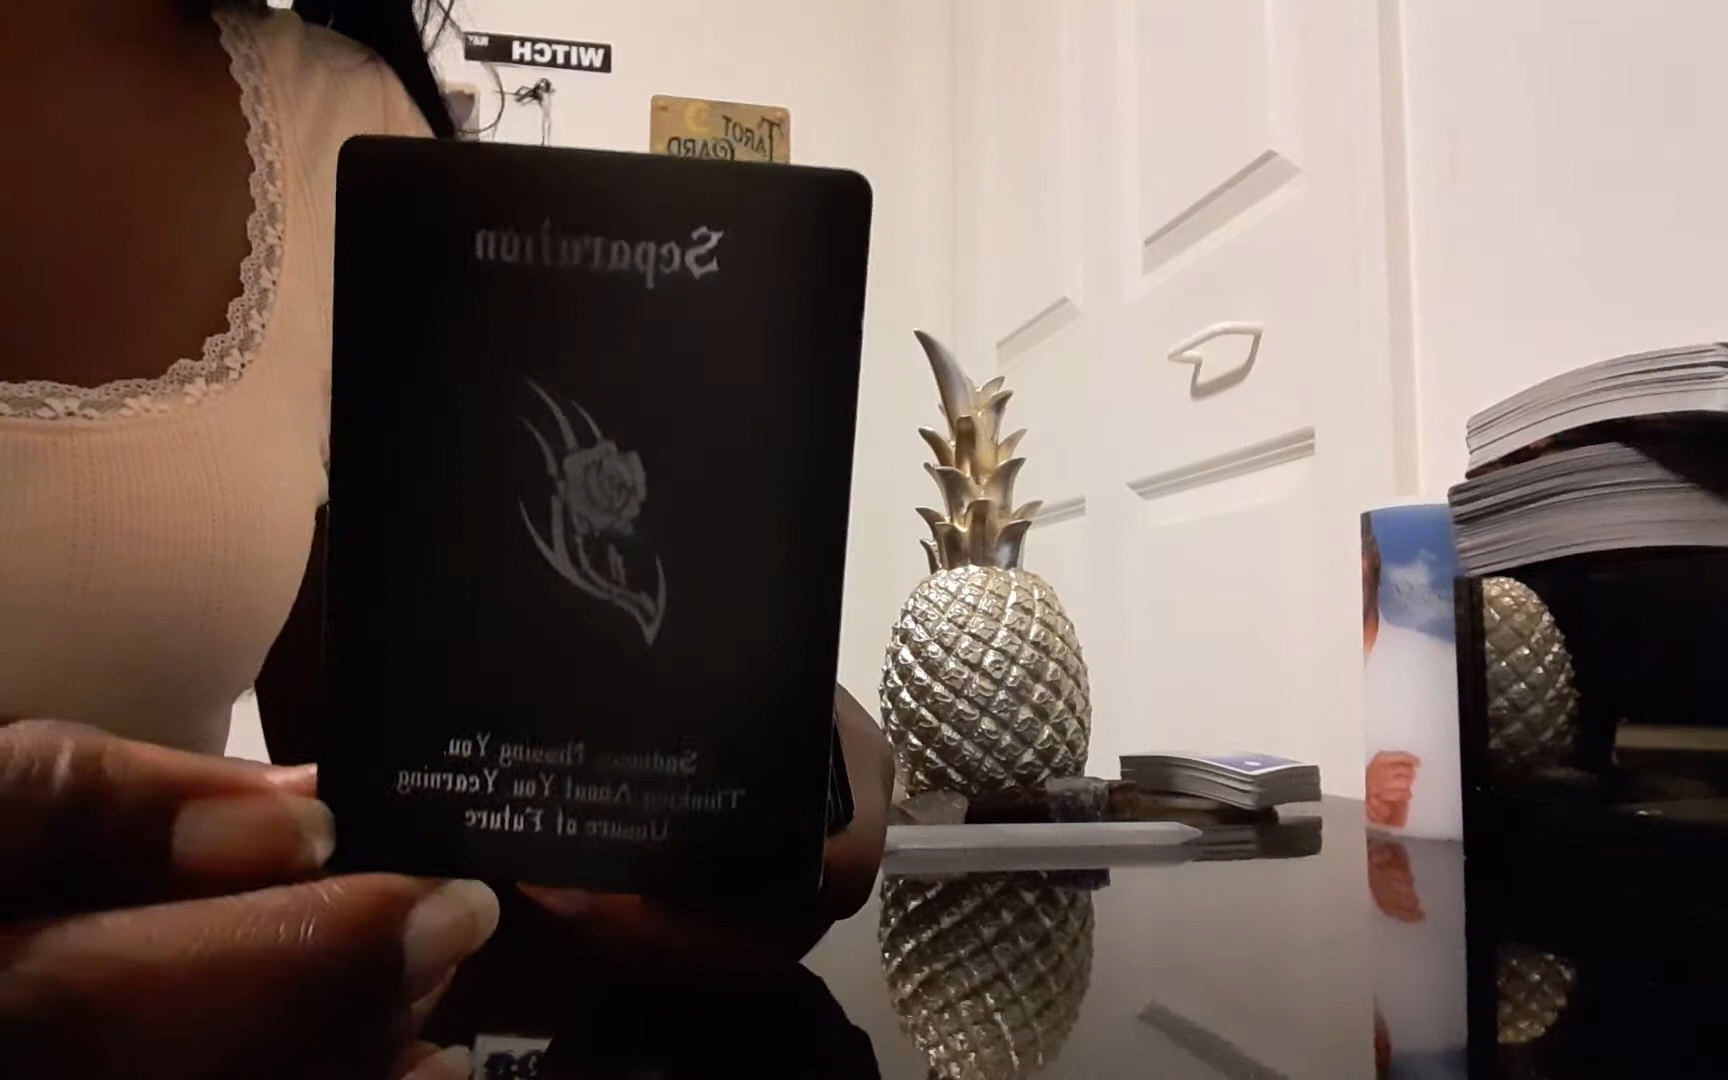 WITCH
TAROT
CARD
Separation
Sadness Missing You
Thinking About You Yearning
Unsure of Future